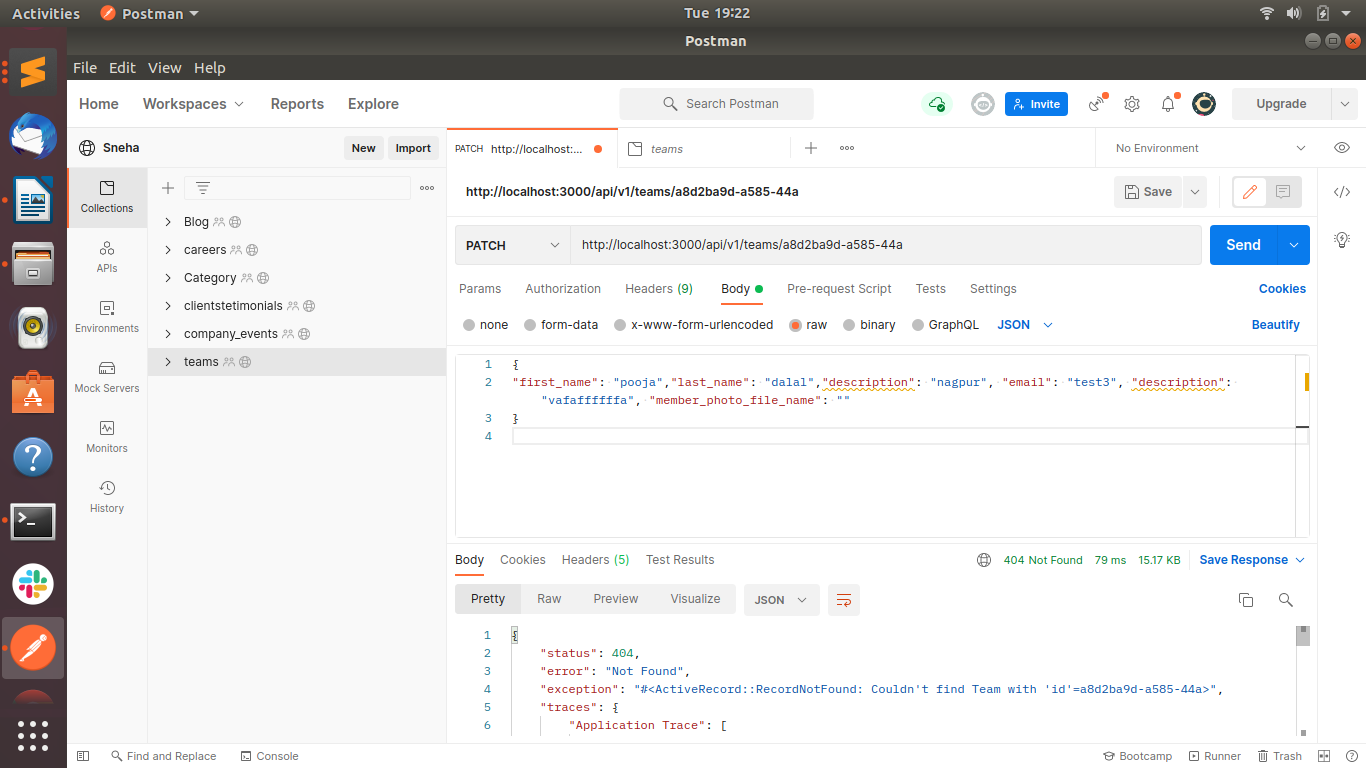 Activities Postman Tue 19:22
Postman
File Edit View Help
Home Workspaces Reports Explore Search Postman Invite Upgrade
Sneha New Import PATCH http://localhost:... teams No Environment
Collections
APIs
Environments
Mock Servers
Monitors
History
Blog
careers
Category
clientstetimonials
company_events
teams
http://localhost:3000/api/v1/teams/a8d2ba9d-a585-44a Save
PATCH http://localhost:3000/api/v1/teams/a8d2ba9d-a585-44a Send
Params Authorization Headers (9) Body Pre-request Script Tests Settings Cookies
none form-data x-www-form-urlencoded raw binary GraphQL JSON Beautify
1 {
2 "first_name": "pooja","last_name": "dalal","description": "nagpur", "email": "test3", "description":
"vafaffffffa", "member_photo_file_name": ""
3 }
4
Body Cookies Headers (5) Test Results 404 Not Found 79 ms 15.17 KB Save Response
Pretty Raw Preview Visualize JSON
1 {
2 "status": 404,
3 "error": "Not Found",
4 "exception": "#<ActiveRecord::RecordNotFound: Couldn't find Team with 'id'=a8d2ba9d-a585-44a>",
5 "traces": {
6 "Application Trace": [
Find and Replace Console Bootcamp Runner Trash